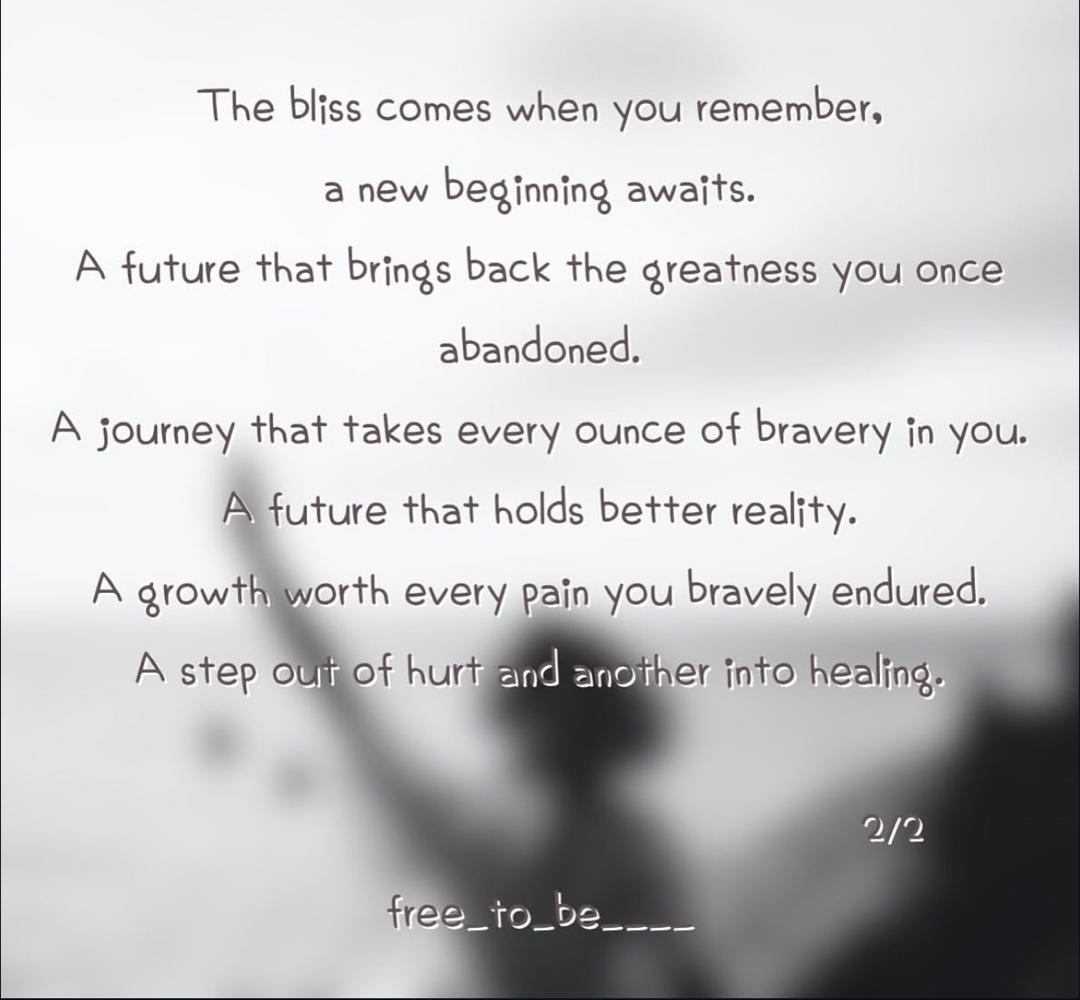 The bliss comes when you remember,
a new beginning awaits.
A future that brings back the greatness you once
abandoned.
A journey that takes every ounce of bravery in you.
A future that holds better reality.
A growth worth every pain you bravely endured.
A step out of hurt and another into healing.
2/2
free_to_be____